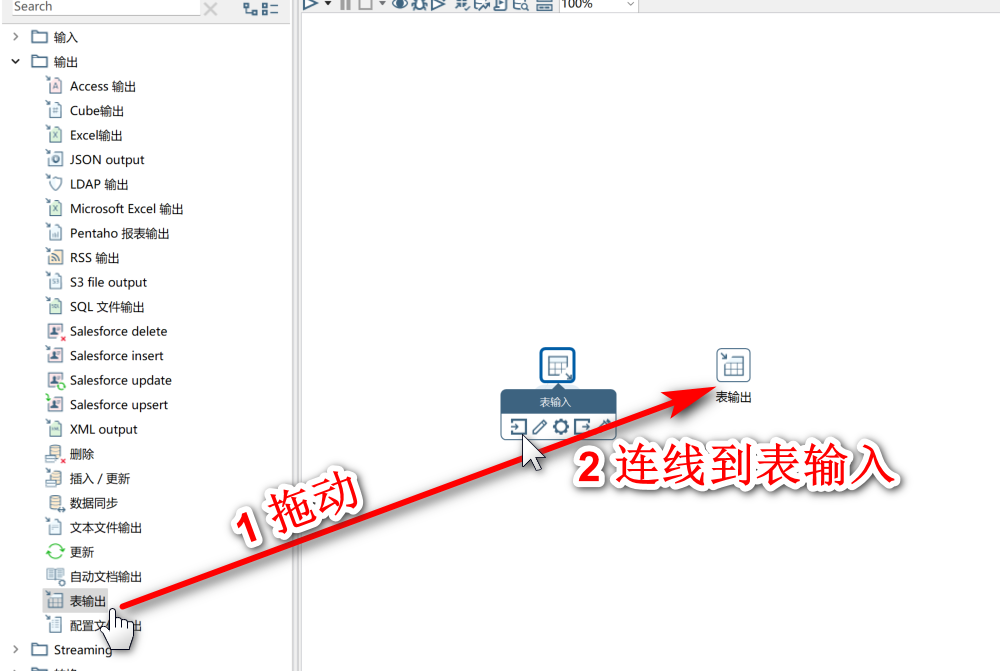 Search
100%
输入
输出
Access 输出
Cube输出
Excel输出
JSON output
LDAP 输出
Microsoft Excel 输出
Pentaho 报表输出
RSS 输出
S3 file output
SQL 文件输出
Salesforce delete
Salesforce insert
Salesforce update
Salesforce upsert
XML output
删除
插入 / 更新
数据同步
文本文件输出
更新
自动文档输出
表输出
配置文
出
Streaming
表输入
表输出
1 拖动
2 连线到表输入